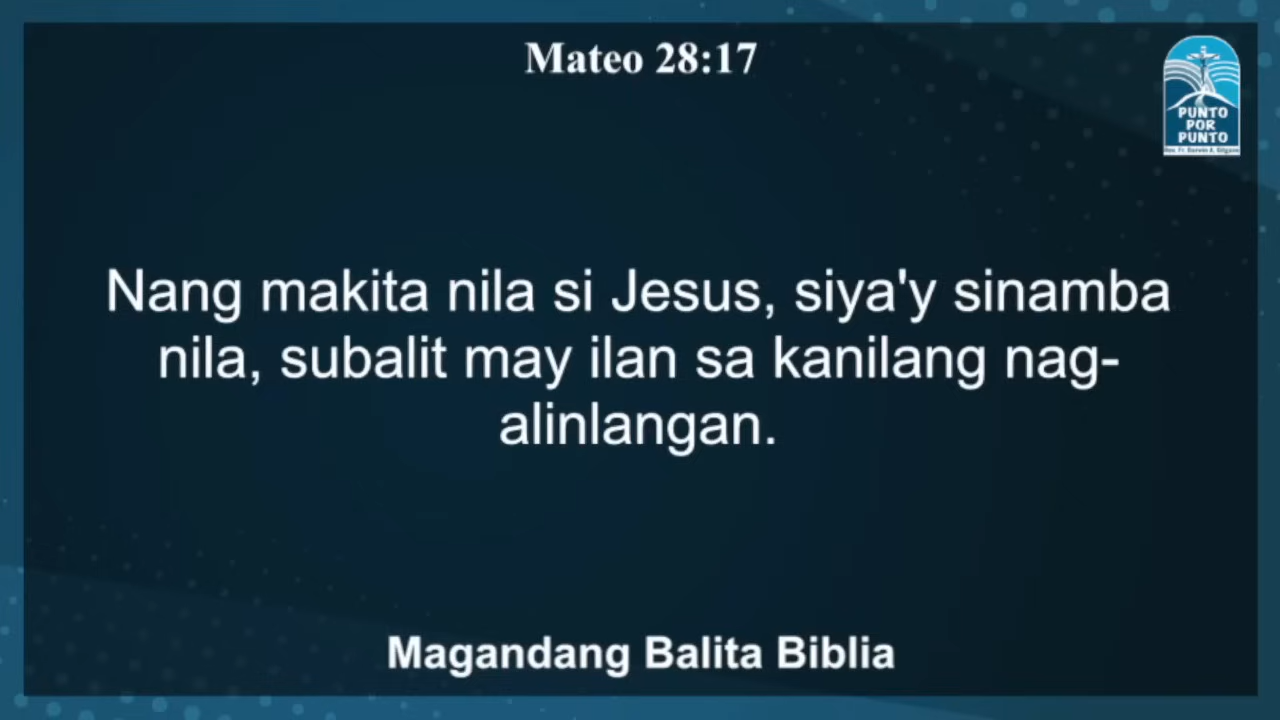 Mateo 28:17
PUNTO
POR
PUNTO
Nang makita nila si Jesus, siya'y sinamba
nila, subalit may ilan sa kanilang nag-
alinlangan.
Magandang Balita Biblia